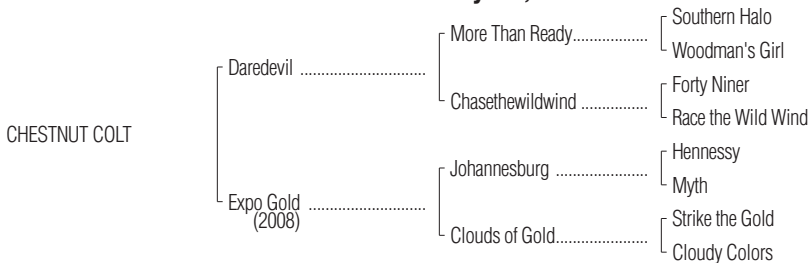 Southern Halo
More Than Ready.................
Woodman's Girl
Daredevil ..............................
Forty Niner
Chasethewildwind ................
Race the Wild Wind
CHESTNUT COLT
Hennessy
Johannesburg ......................
Myth
Expo Gold ............................
(2008)
Strike the Gold
Clouds of Gold......................
Cloudy Colors